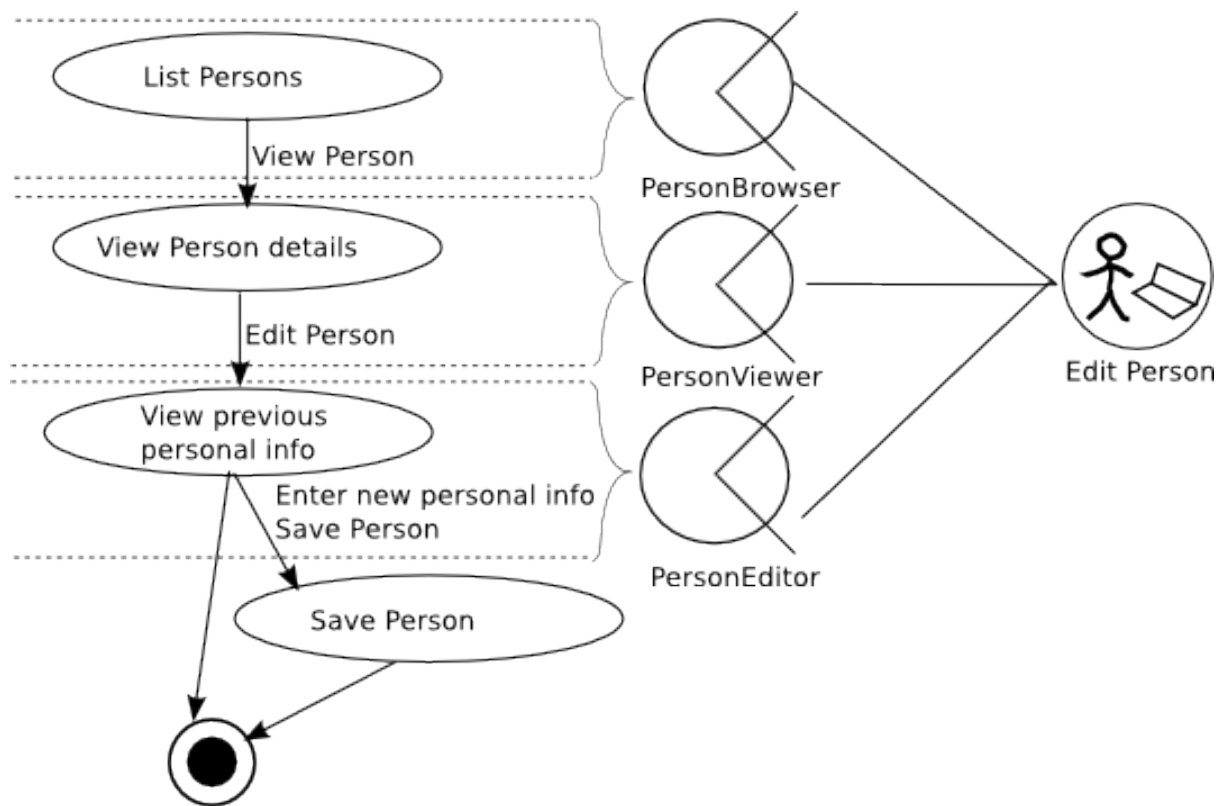 List Persons
View Person
PersonBrowser
View Person details
Edit Person
PersonViewer
Edit Person
View previous
personal info
Enter new personal info
Save Person
PersonEditor
Save Person